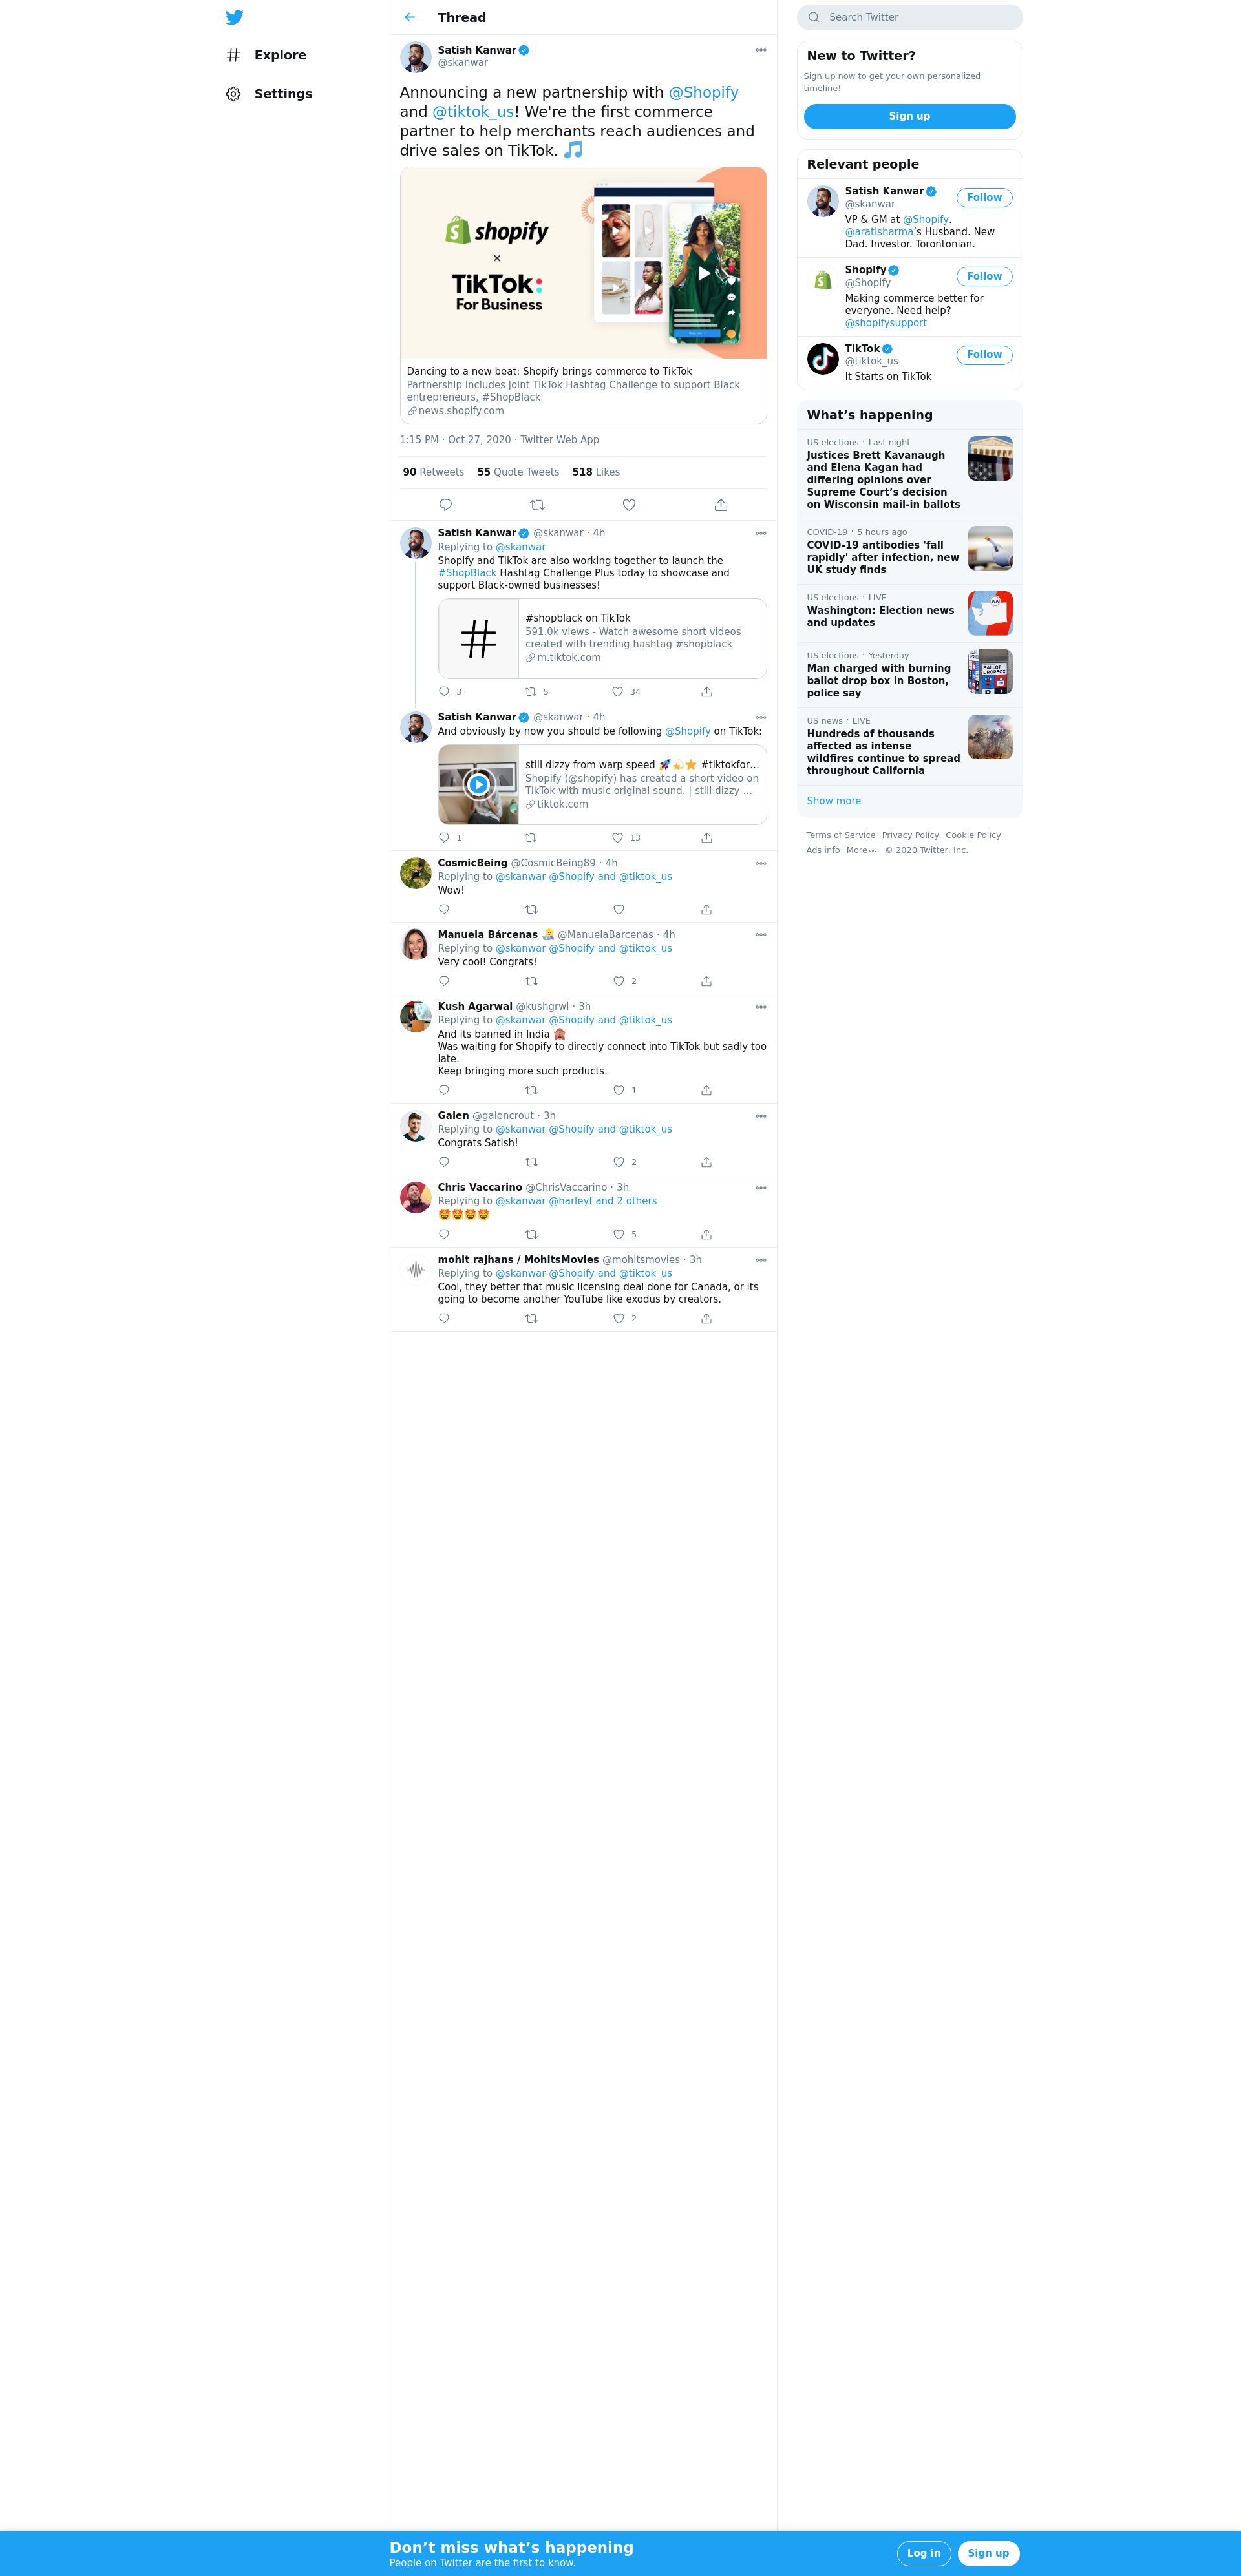 Explore
Settings
Thread
Satish Kanwar
@skanwar
Announcing a new partnership with @Shopify
and @tiktok_us! We're the first commerce
partner to help merchants reach audiences and
drive sales on TikTok. 🎵
shopify
×
TikTok:
For Business
Dancing to a new beat: Shopify brings commerce to TikTok
Partnership includes joint TikTok Hashtag Challenge to support Black
entrepreneurs, #ShopBlack
news.shopify.com
1:15 PM · Oct 27, 2020 · Twitter Web App
90 Retweets 55 Quote Tweets 518 Likes
Satish Kanwar @skanwar · 4h
Replying to @skanwar
Shopify and TikTok are also working together to launch the
#ShopBlack Hashtag Challenge Plus today to showcase and
support Black-owned businesses!
#shopblack on TikTok
591.0k views - Watch awesome short videos
created with trending hashtag #shopblack
m.tiktok.com
3 5 34
Satish Kanwar @skanwar · 4h
And obviously by now you should be following @Shopify on TikTok:
still dizzy from warp speed 🚀💫⭐ #tiktokfor…
Shopify (@shopify) has created a short video on
TikTok with music original sound. | still dizzy …
tiktok.com
1 13
CosmicBeing @CosmicBeing89 · 4h
Replying to @skanwar @Shopify and @tiktok_us
Wow!
Manuela Bárcenas @ManuelaBarcenas · 4h
Replying to @skanwar @Shopify and @tiktok_us
Very cool! Congrats!
2
Kush Agarwal @kushgrwl · 3h
Replying to @skanwar @Shopify and @tiktok_us
And its banned in India 🙈
Was waiting for Shopify to directly connect into TikTok but sadly too
late.
Keep bringing more such products.
1
Galen @galencrout · 3h
Replying to @skanwar @Shopify and @tiktok_us
Congrats Satish!
2
Chris Vaccarino @ChrisVaccarino · 3h
Replying to @skanwar @harleyf and 2 others
🤩🤩🤩🤩
5
mohit rajhans / MohitsMovies @mohitsmovies · 3h
Replying to @skanwar @Shopify and @tiktok_us
Cool, they better that music licensing deal done for Canada, or its
going to become another YouTube like exodus by creators.
2
Search Twitter
New to Twitter?
Sign up now to get your own personalized
timeline!
Sign up
Relevant people
Satish Kanwar
@skanwar
Follow
VP & GM at @Shopify.
@aratisharma’s Husband. New
Dad. Investor. Torontonian.
Shopify
@Shopify
Follow
Making commerce better for
everyone. Need help?
@shopifysupport
TikTok
@tiktok_us
Follow
It Starts on TikTok
What’s happening
US elections · Last night
Justices Brett Kavanaugh
and Elena Kagan had
differing opinions over
Supreme Court’s decision
on Wisconsin mail-in ballots
COVID-19 · 5 hours ago
COVID-19 antibodies 'fall
rapidly' after infection, new
UK study finds
US elections · LIVE
Washington: Election news
and updates
WA
US elections · Yesterday
Man charged with burning
ballot drop box in Boston,
police say
BALLOT
DROPBOX
US news · LIVE
Hundreds of thousands
affected as intense
wildfires continue to spread
throughout California
Show more
Terms of Service Privacy Policy Cookie Policy
Ads info More © 2020 Twitter, Inc.
Don’t miss what’s happening
People on Twitter are the first to know.
Log in
Sign up